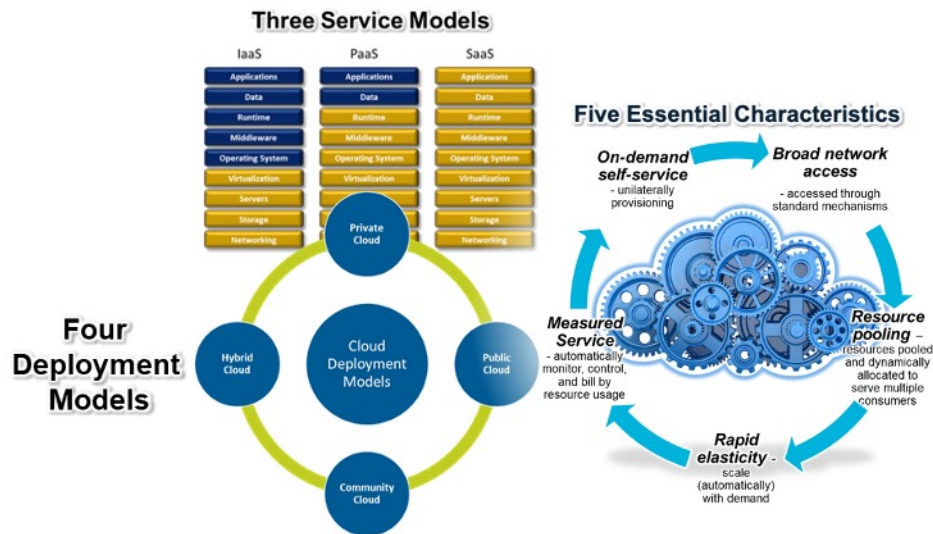 Three Service Models
IaaS
Applications
Data
Runtime
Middleware
Operating System
Virtualization
Servers
Storage
Networking
PaaS
Applications
Data
Runtime
Middleware
Operating System
Virtualization
SaaS
Applications
Data
Runtime
Middleware
Operating System
Virtualization
Servers
Storage
Networking
Four
Deployment
Models
Private
Cloud
Hybrid
Cloud
Cloud
Deployment
Models
Public
Cloud
Community
Cloud
Five Essential Characteristics
On-demand
self-service
- unilaterally
provisioning
Broad network
access
- accessed through
standard mechanisms
Resource
pooling –
resources pooled
and dynamically
allocated to
serve multiple
consumers
Rapid
elasticity -
scale
(automatically)
with demand
Measured
Service
- automatically
monitor, control,
and bill by
resource usage